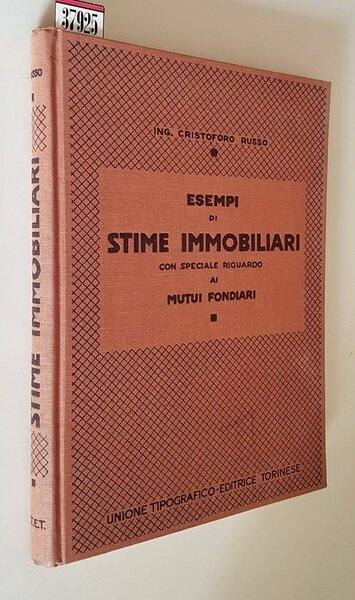 37925
ING. CRISTOFORO RUSSO
ESEMPI
DI
STIME IMMOBILIARI
CON SPECIALE RIGUARDO
AI
MUTUI FONDIARI
UNIONE TIPOGRAFICO-EDITRICE TORINESE
RUSSO
STIME IMMOBILIARI
T.E.T.